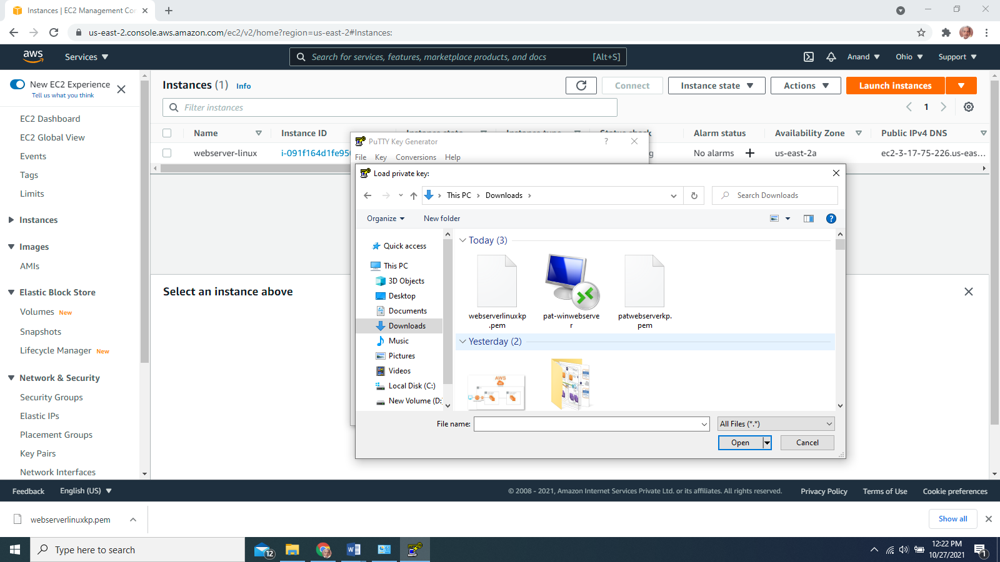 Instances | EC2 Management Con
us-east-2.console.aws.amazon.com/ec2/v2/home?region=us-east-2#Instances:
aws
Services
Search for services, features, marketplace products, and docs
[Alt+S]
Anand
Ohio
Support
New EC2 Experience
Tell us what you think
EC2 Dashboard
EC2 Global View
Events
Tags
Limits
Instances
Images
AMIs
Elastic Block Store
Volumes New
Snapshots
Lifecycle Manager New
Network & Security
Security Groups
Elastic IPs
Placement Groups
Key Pairs
Network Interfaces
Instances (1) Info
Connect
Instance state
Actions
Launch instances
Filter instances
1
Name
Instance ID
Instance state
Instance type
Status check
Alarm status
Availability Zone
Public IPv4 DNS
webserver-linux
i-091f164d1fe95
No alarms
us-east-2a
ec2-3-17-75-226.us-eas...
Select an instance above
PuTTY Key Generator
?
File Key Conversions Help
Load private key:
This PC > Downloads >
Search Downloads
Organize
New folder
?
Quick access
This PC
3D Objects
Desktop
Documents
Downloads
Music
Pictures
Videos
Local Disk (C:)
New Volume (D:
Today (3)
webserverlinuxkp
.pem
pat-winwebserve
r
patwebserverkp.
pem
Yesterday (2)
AWS
File name:
All Files (*.*)
Open
Cancel
Feedback
English (US)
© 2008 - 2021, Amazon Internet Services Private Ltd. or its affiliates. All rights reserved.
Privacy Policy
Terms of Use
Cookie preferences
webserverlinuxkp.pem
Show all
Type here to search
12
12:22 PM
10/27/2021
1